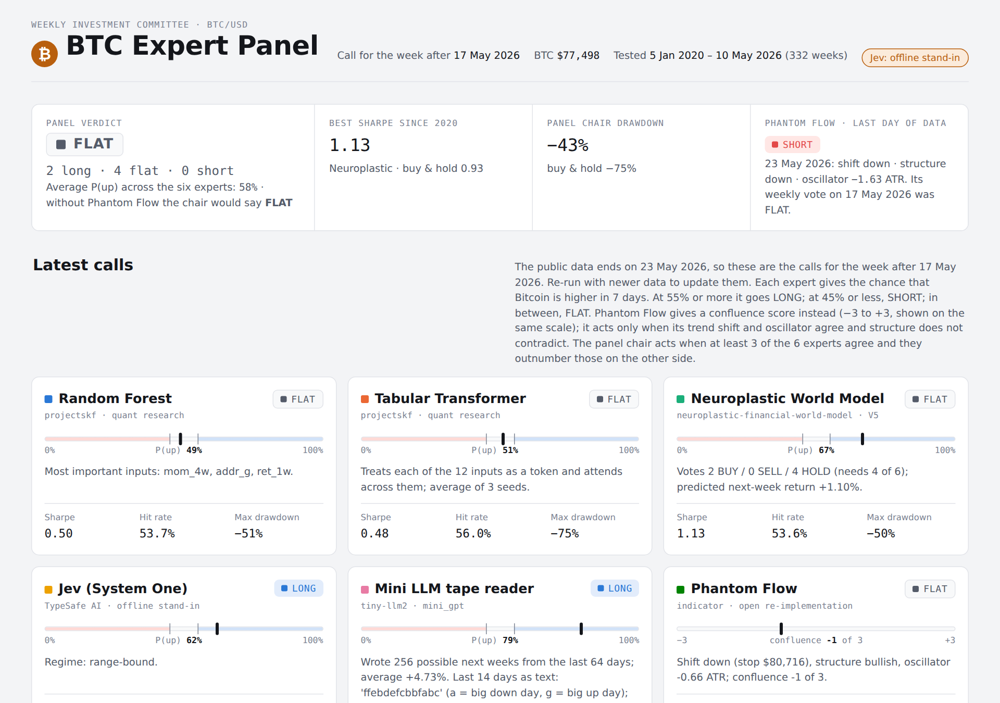 WEEKLY INVESTMENT COMMITTEE · BTC/USD
BTC Expert Panel
Call for the week after 17 May 2026 BTC $77,498 Tested 5 Jan 2020 – 10 May 2026 (332 weeks) Jev: offline stand-in
PANEL VERDICT
FLAT
2 long · 4 flat · 0 short
Average P(up) across the six experts: 58% ·
without Phantom Flow the chair would say FLAT
BEST SHARPE SINCE 2020
1.13
Neuroplastic · buy & hold 0.93
PANEL CHAIR DRAWDOWN
−43%
buy & hold −75%
PHANTOM FLOW · LAST DAY OF DATA
SHORT
23 May 2026: shift down · structure
down · oscillator −1.63 ATR. Its
weekly vote on 17 May 2026 was
FLAT.
Latest calls
The public data ends on 23 May 2026, so these are the calls for the week after 17 May
2026. Re-run with newer data to update them. Each expert gives the chance that
Bitcoin is higher in 7 days. At 55% or more it goes LONG; at 45% or less, SHORT; in
between, FLAT. Phantom Flow gives a confluence score instead (−3 to +3, shown on the
same scale); it acts only when its trend shift and oscillator agree and structure does not
contradict. The panel chair acts when at least 3 of the 6 experts agree and they
outnumber those on the other side.
Random Forest FLAT
projectskf · quant research
0% P(up) 49% 100%
Most important inputs: mom_4w, addr_g, ret_1w.
Sharpe Hit rate Max drawdown
0.50 53.7% −51%
Tabular Transformer FLAT
projectskf · quant research
0% P(up) 51% 100%
Treats each of the 12 inputs as a token and attends
across them; average of 3 seeds.
Sharpe Hit rate Max drawdown
0.48 56.0% −75%
Neuroplastic World Model FLAT
neuroplastic-financial-world-model · V5
0% P(up) 67% 100%
Votes 2 BUY / 0 SELL / 4 HOLD (needs 4 of 6);
predicted next-week return +1.10%.
Sharpe Hit rate Max drawdown
1.13 53.6% −50%
Jev (System One) LONG
TypeSafe AI · offline stand-in
0% P(up) 62% 100%
Regime: range-bound.
Mini LLM tape reader LONG
tiny-llm2 · mini_gpt
0% P(up) 79% 100%
Wrote 256 possible next weeks from the last 64 days;
average +4.73%. Last 14 days as text:
'ffebdefcbbfabc' (a = big down day, g = big up day);
Phantom Flow FLAT
indicator · open re-implementation
−3 confluence -1 of 3 +3
Shift down (stop $80,716), structure bullish, oscillator
-0.66 ATR; confluence -1 of 3.